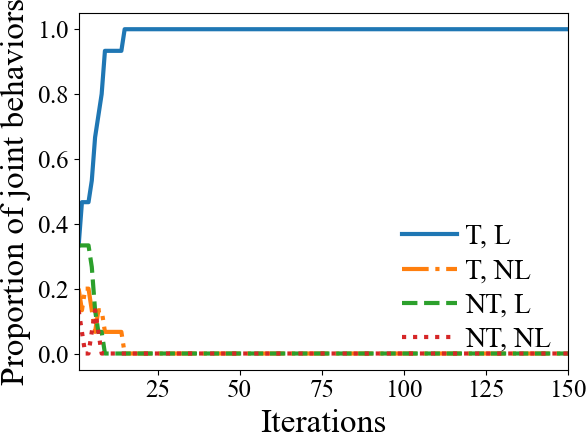 Proportion of joint behaviors
1.0
0.8
0.6
0.4
0.2
0.0
T, L
T, NL
NT, L
NT, NL
25 50 75 100 125 150
Iterations